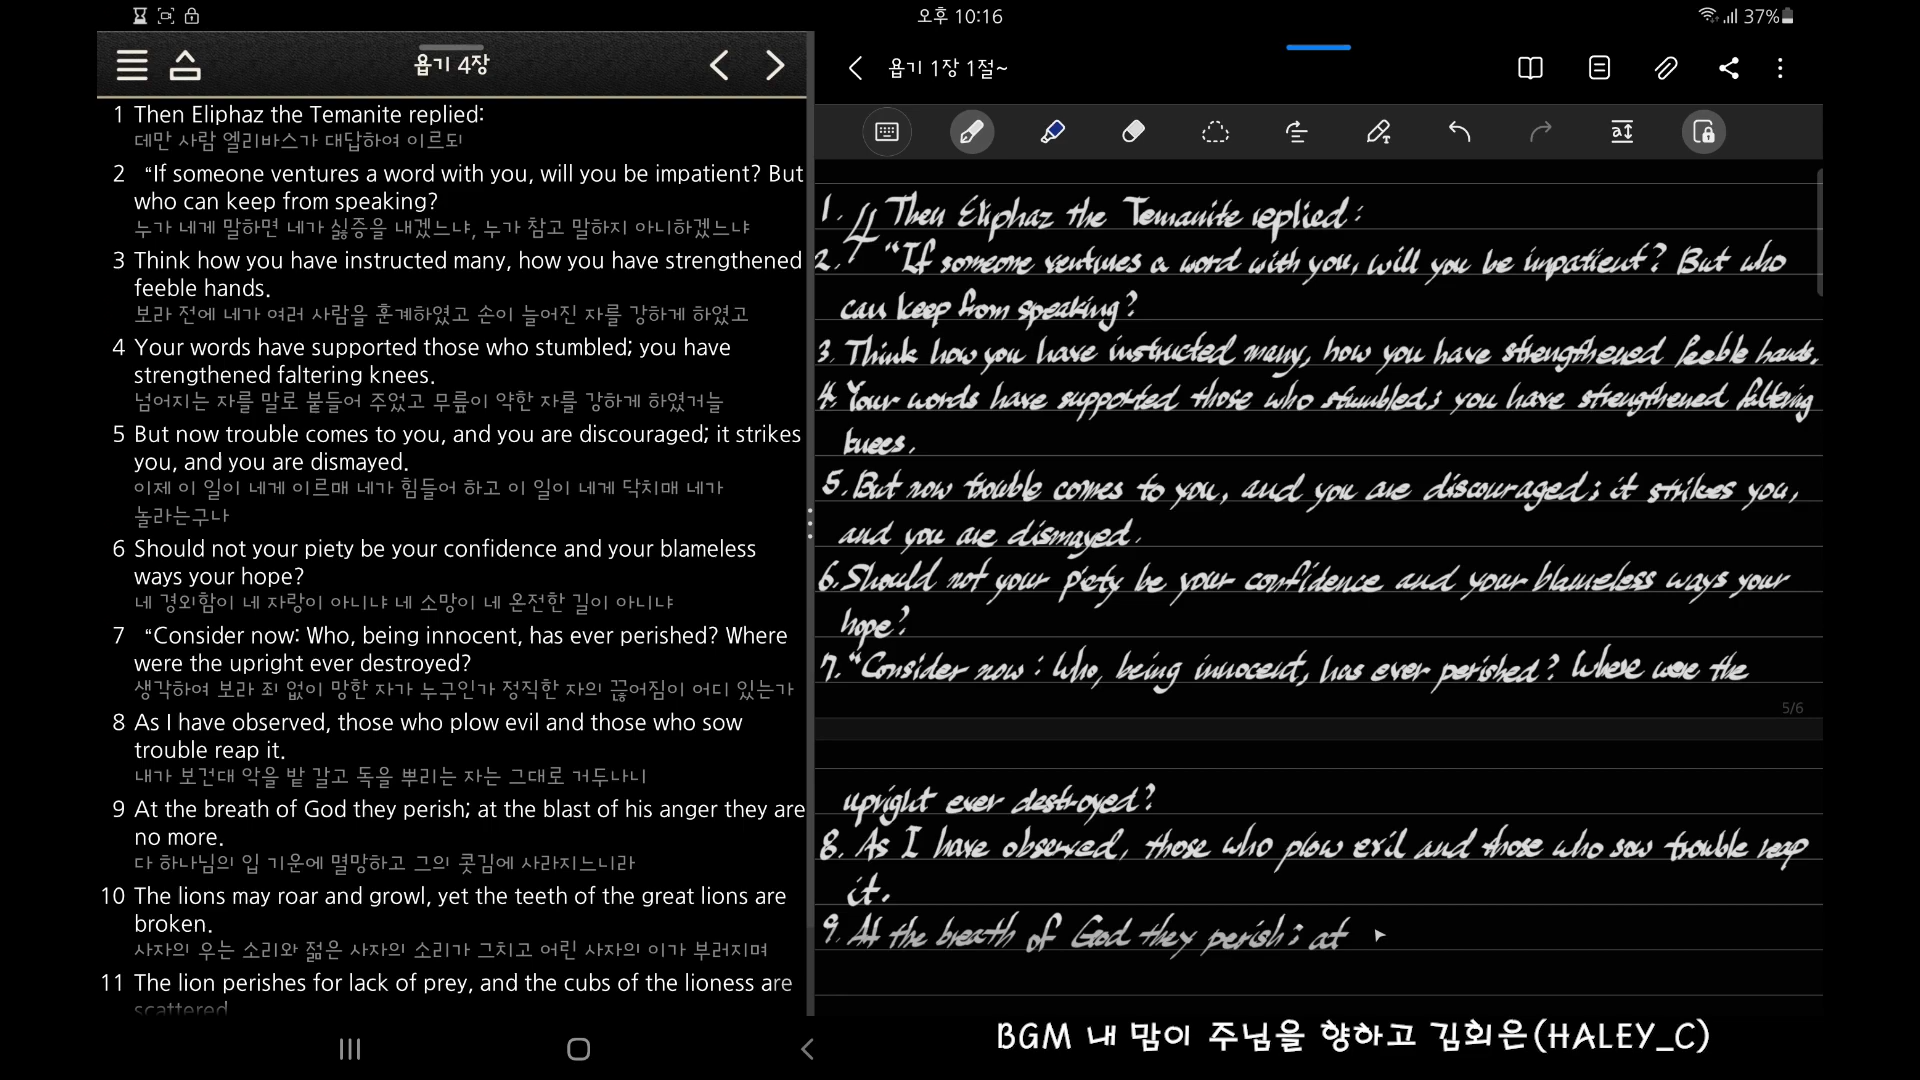 오후 10:16
37%
욥기 4장
1 Then Eliphaz the Temanite replied:
데만 사람 엘리바스가 대답하여 이르되
2 “If someone ventures a word with you, will you be impatient? But
who can keep from speaking?
누가 네게 말하면 네가 싫증을 내겠느냐, 누가 참고 말하지 아니하겠느냐
3 Think how you have instructed many, how you have strengthened
feeble hands.
보라 전에 네가 여러 사람을 훈계하였고 손이 늘어진 자를 강하게 하였고
4 Your words have supported those who stumbled; you have
strengthened faltering knees.
넘어지는 자를 말로 붙들어 주었고 무릎이 약한 자를 강하게 하였거늘
5 But now trouble comes to you, and you are discouraged; it strikes
you, and you are dismayed.
이제 이 일이 네게 이르매 네가 힘들어 하고 이 일이 네게 닥치매 네가
놀라는구나
6 Should not your piety be your confidence and your blameless
ways your hope?
네 경외함이 네 자랑이 아니냐 네 소망이 네 온전한 길이 아니냐
7 “Consider now: Who, being innocent, has ever perished? Where
were the upright ever destroyed?
생각하여 보라 죄 없이 망한 자가 누구인가 정직한 자의 끊어짐이 어디 있는가
8 As I have observed, those who plow evil and those who sow
trouble reap it.
내가 보건대 악을 밭 갈고 독을 뿌리는 자는 그대로 거두나니
9 At the breath of God they perish; at the blast of his anger they are
no more.
다 하나님의 입 기운에 멸망하고 그의 콧김에 사라지느니라
10 The lions may roar and growl, yet the teeth of the great lions are
broken.
사자의 우는 소리와 젊은 사자의 소리가 그치고 어린 사자의 이가 부러지며
11 The lion perishes for lack of prey, and the cubs of the lioness are
scattered
욥기 1장 1절~
4
1. Then Eliphaz the Temanite replied:
2. “If someone ventures a word with you, will you be impatient? But who
can keep from speaking?
3. Think how you have instructed many, how you have strengthened feeble hands.
4. Your words have supported those who stumbled; you have strengthened faltering
knees.
5. But now trouble comes to you, and you are discouraged; it strikes you,
and you are dismayed.
6. Should not your piety be your confidence and your blameless ways your
hope?
7. “Consider now: Who, being innocent, has ever perished? Where were the
5/6
upright ever destroyed?
8. As I have observed, those who plow evil and those who sow trouble reap
it.
9. At the breath of God they perish; at
BGM 내 맘이 주님을 향하고 김회은(HALEY_C)